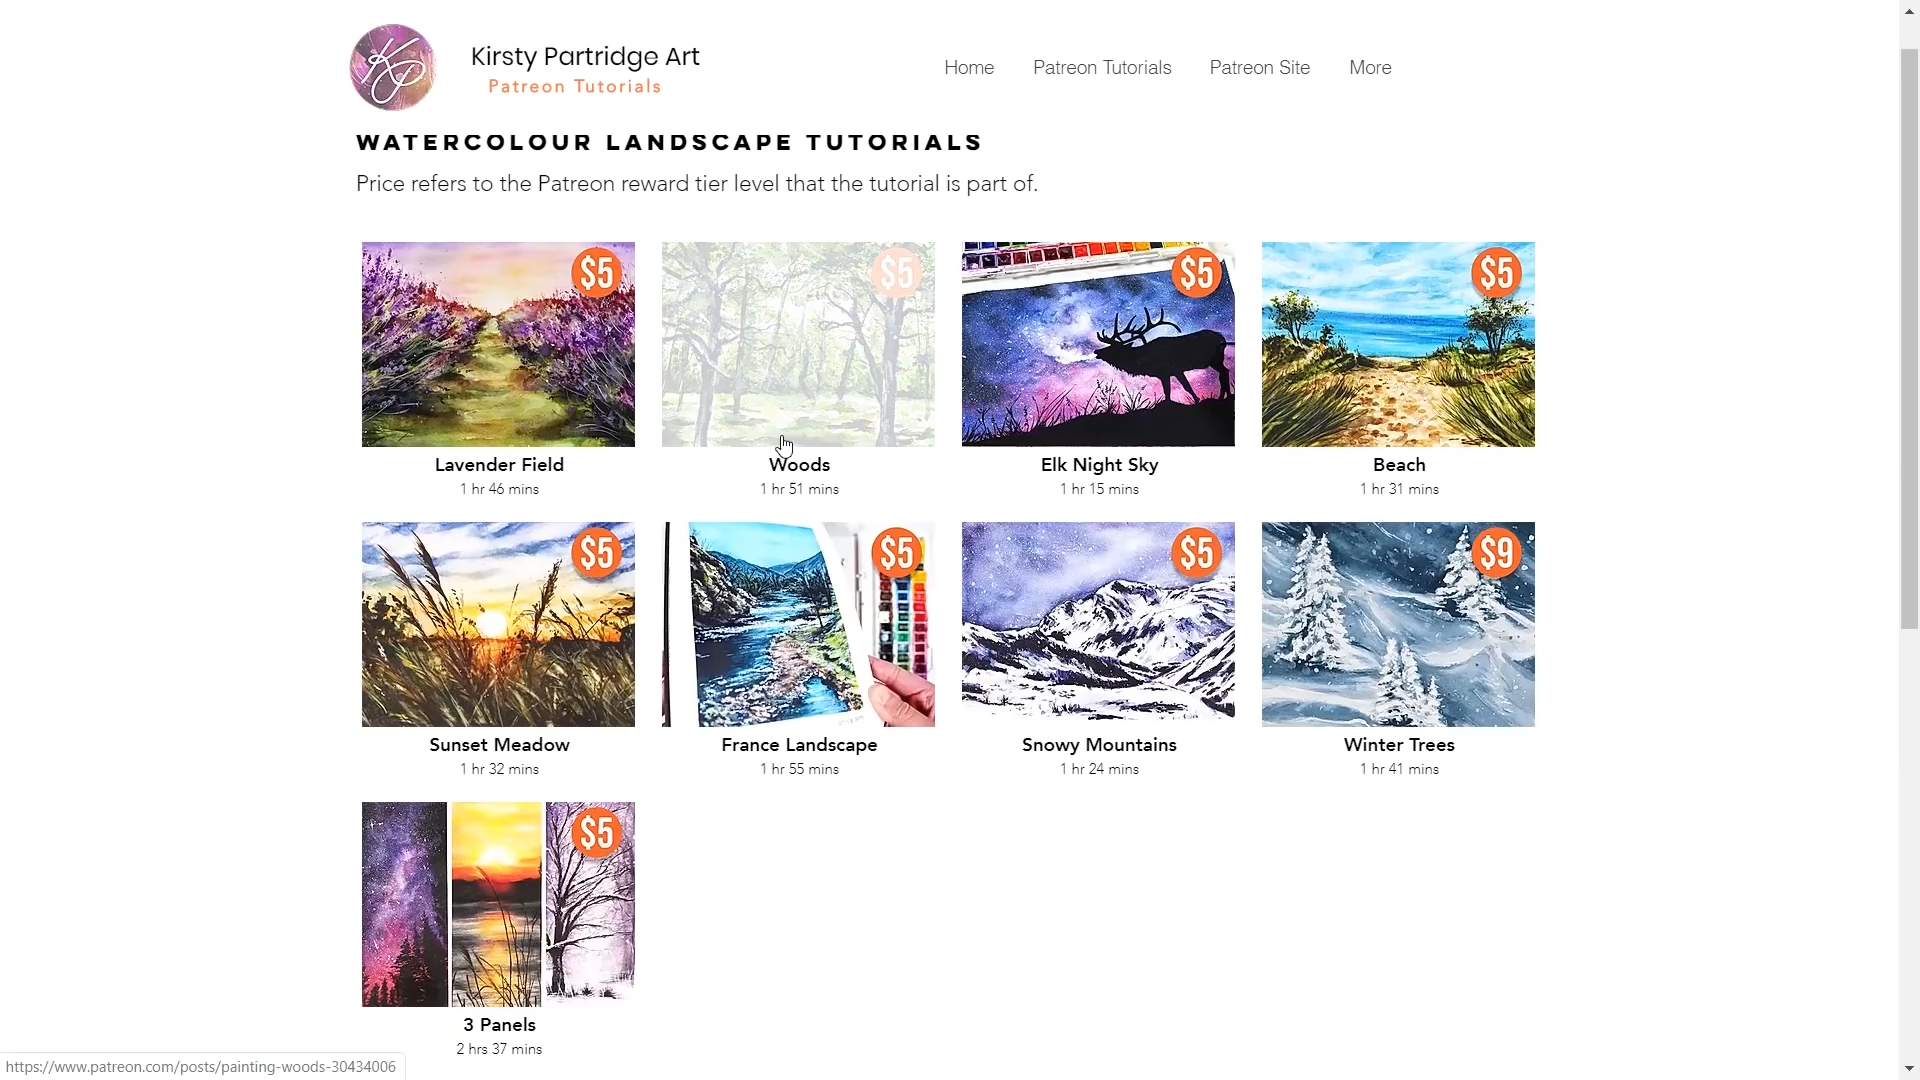 Kirsty Partridge Art
Patreon Tutorials
Home Patreon Tutorials Patreon Site More
WATERCOLOUR LANDSCAPE TUTORIALS
Price refers to the Patreon reward tier level that the tutorial is part of.
$5 $5 $5 $5
Lavender Field Woods Elk Night Sky Beach
1 hr 46 mins 1 hr 51 mins 1 hr 15 mins 1 hr 31 mins
$5 $5 $5 $9
Sunset Meadow France Landscape Snowy Mountains Winter Trees
1 hr 32 mins 1 hr 55 mins 1 hr 24 mins 1 hr 41 mins
$5
3 Panels
2 hrs 37 mins
https://www.patreon.com/posts/painting-woods-30434006